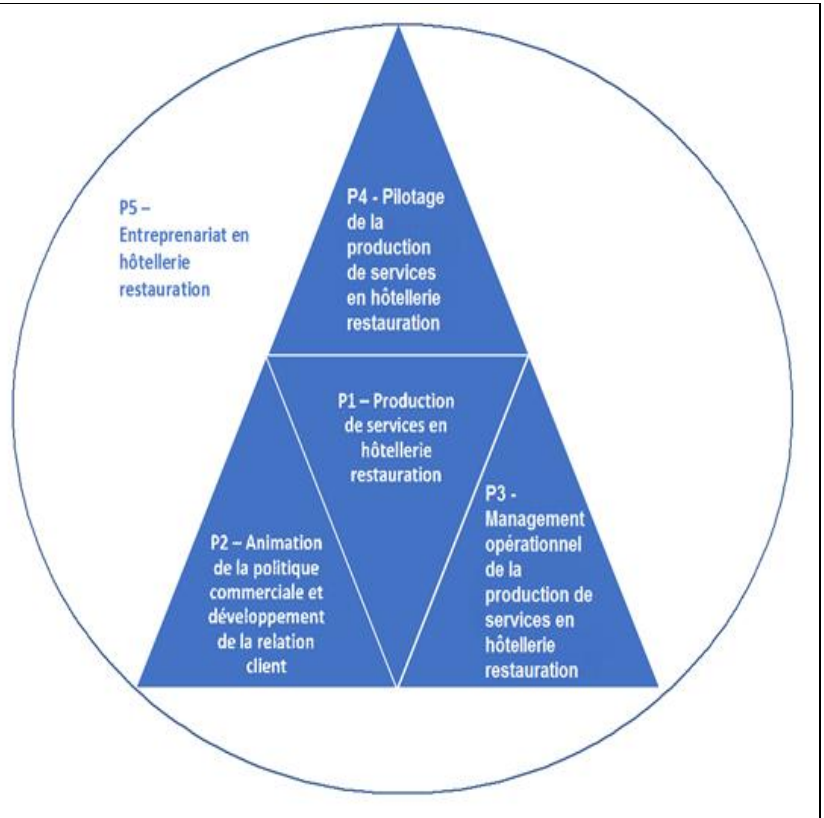 P5 –
Entreprenariat en
hôtellerie
restauration
P4 - Pilotage
de la
production
de services
en hôtellerie
restauration
P1 – Production
de services en
hôtellerie
restauration
P2 – Animation
de la politique
commerciale et
développement
de la relation
client
P3 -
Management
opérationnel
de la
production de
services en
hôtellerie
restauration